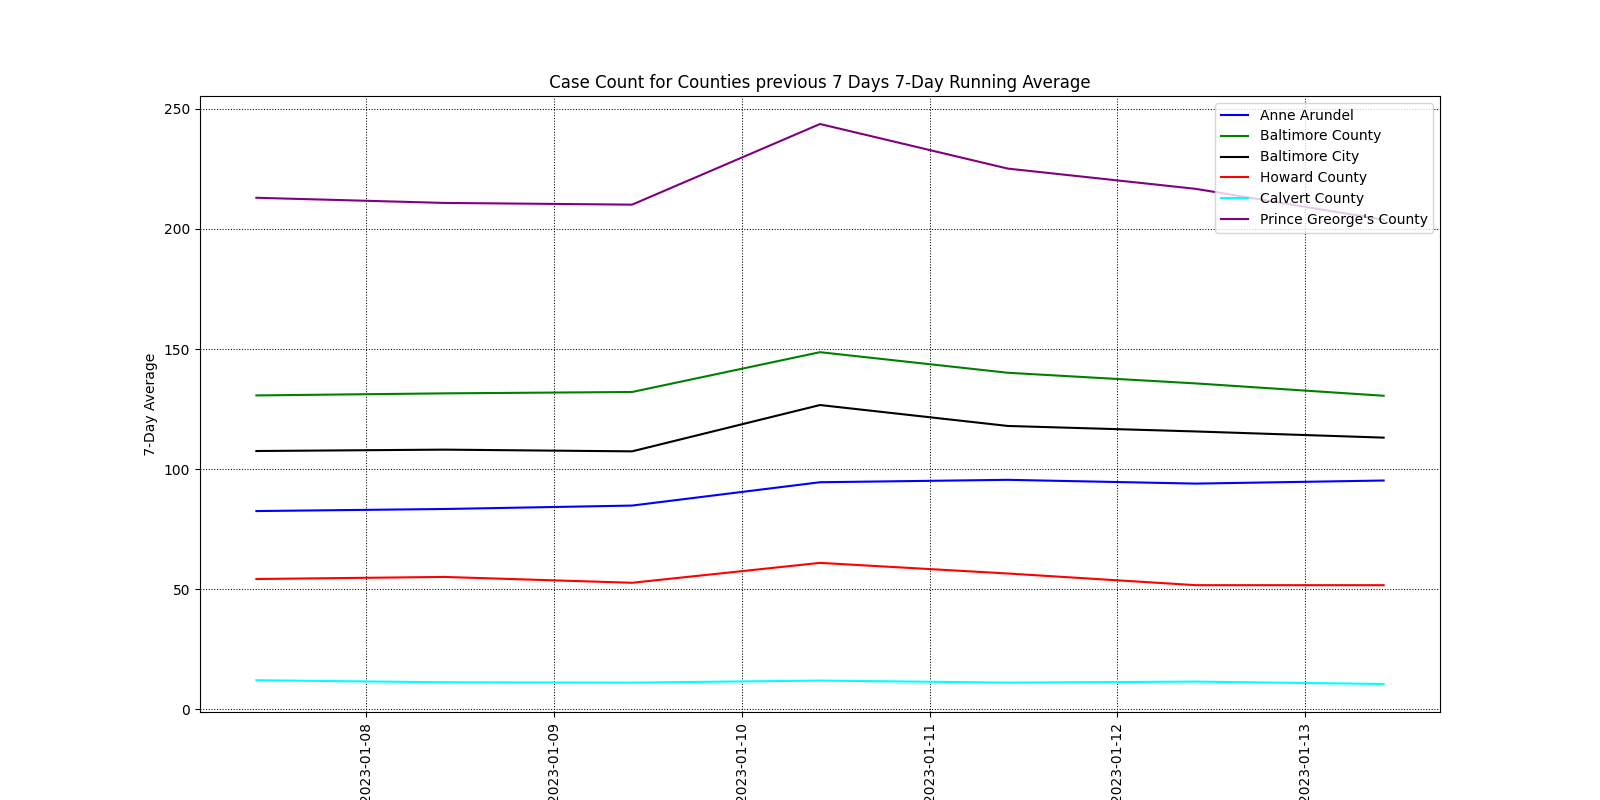 Case Count for Counties previous 7 Days 7-Day Running Average
250
200
150
100
50
0
7-Day Average
Anne Arundel
Baltimore County
Baltimore City
Howard County
Calvert County
Prince Greorge's County
2023-01-08
2023-01-09
2023-01-10
2023-01-11
2023-01-12
2023-01-13